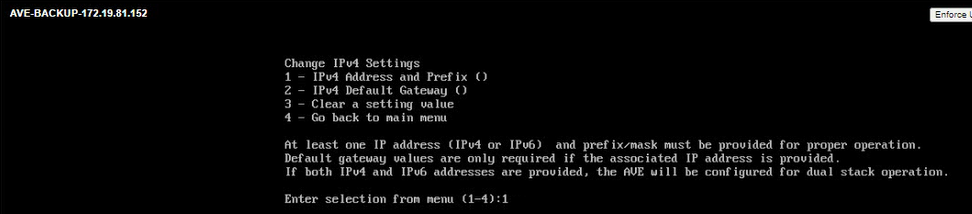 AVE-BACKUP-172.19.81.152
Enforce U
Change IPv4 Settings
1 - IPv4 Address and Prefix ()
2 - IPv4 Default Gateway ()
3 - Clear a setting value
4 - Go back to main menu
At least one IP address (IPv4 or IPv6)  and prefix/mask must be provided for proper operation.
Default gateway values are only required if the associated IP address is provided.
If both IPv4 and IPv6 addresses are provided, the AVE will be configured for dual stack operation.
Enter selection from menu (1-4):1